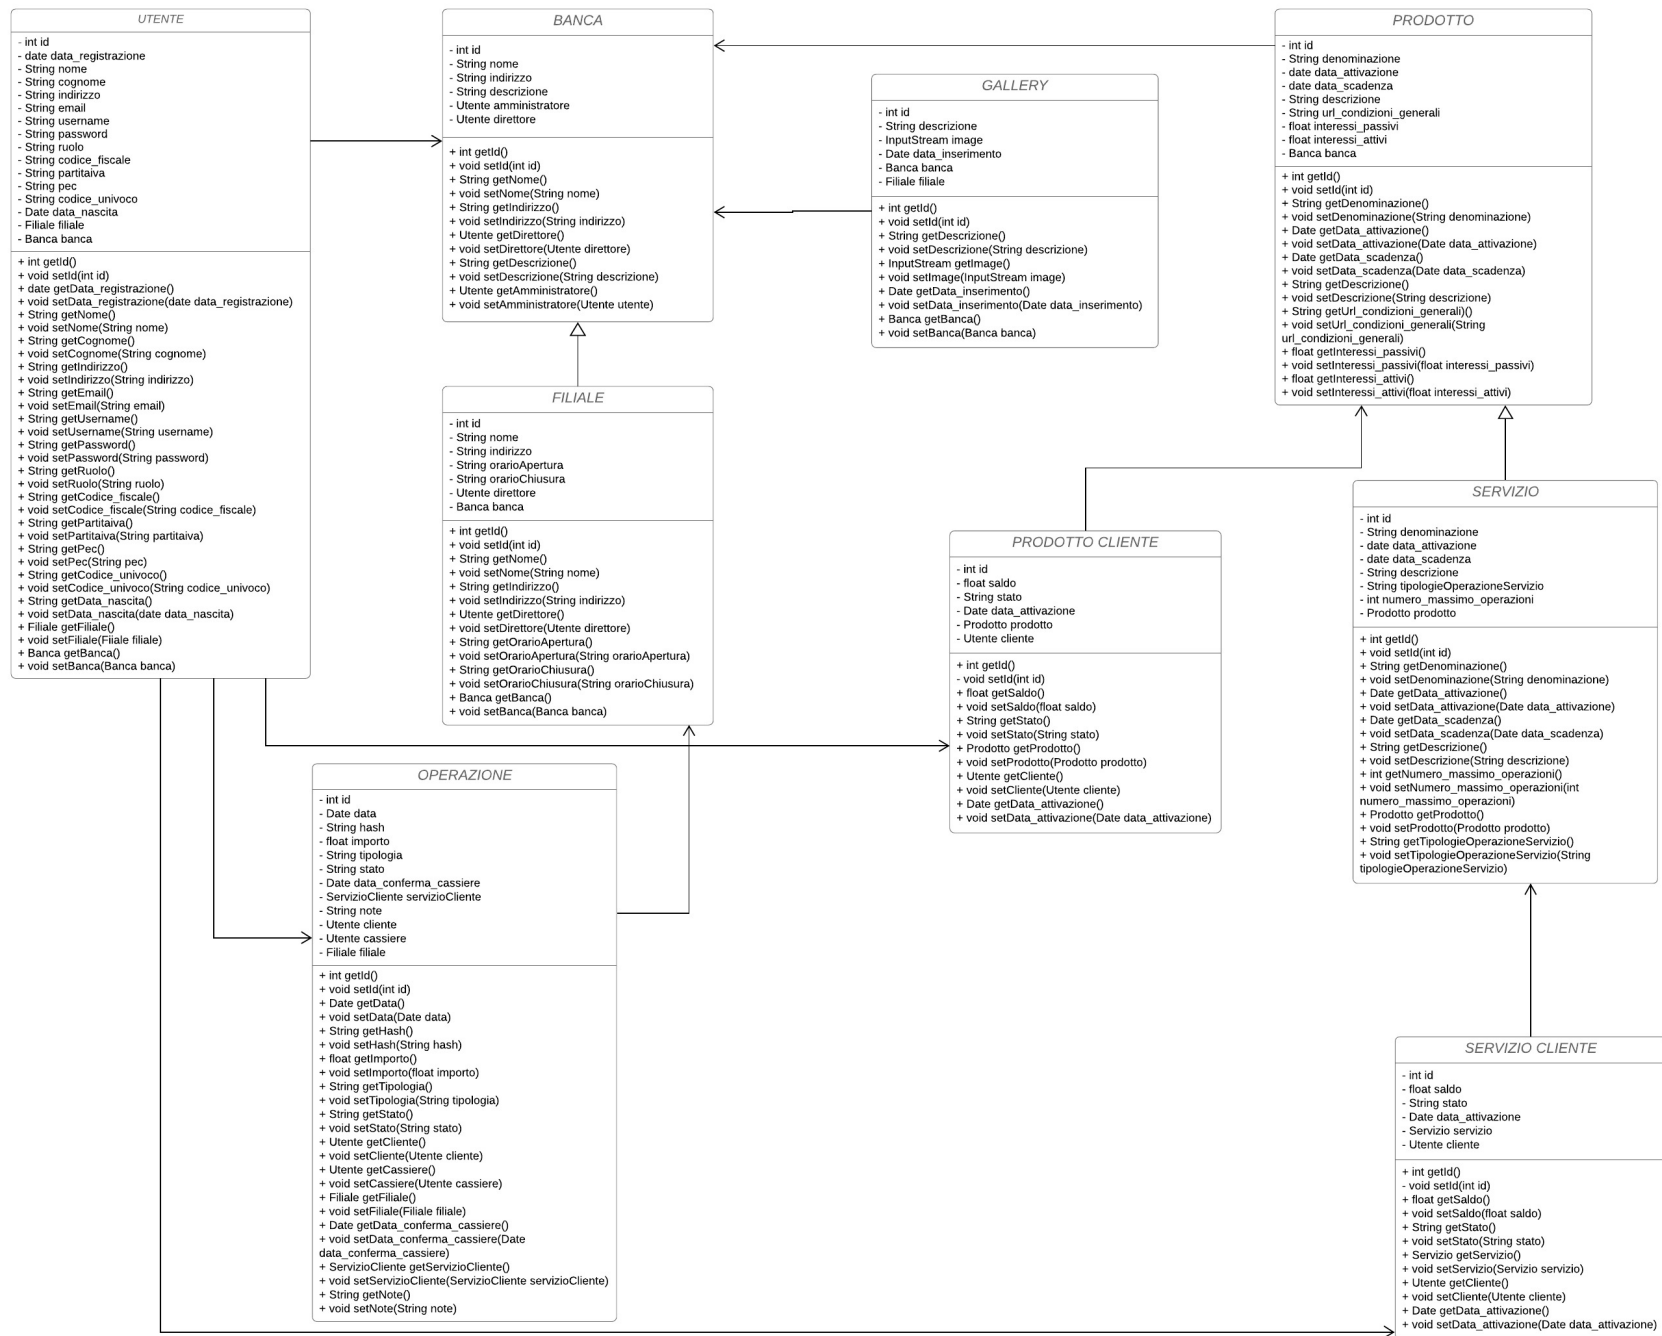 UTENTE
- int id
- date data_registrazione
- String nome
- String cognome
- String indirizzo
- String email
- String username
- String password
- String ruolo
- String codice_fiscale
- String partitaiva
- String pec
- String codice_univoco
- Date data_nascita
- Filiale filiale
- Banca banca
+ int getId()
+ void setId(int id)
+ date getData_registrazione()
+ void setData_registrazione(date data_registrazione)
+ String getNome()
+ void setNome(String nome)
+ String getCognome()
+ void setCognome(String cognome)
+ String getIndirizzo()
+ void setIndirizzo(String indirizzo)
+ String getEmail()
+ void setEmail(String email)
+ String getUsername()
+ void setUsername(String username)
+ String getPassword()
+ void setPassword(String password)
+ String getRuolo()
+ void setRuolo(String ruolo)
+ String getCodice_fiscale()
+ void setCodice_fiscale(String codice_fiscale)
+ String getPartitaiva()
+ void setPartitaiva(String partitaiva)
+ String getPec()
+ void setPec(String pec)
+ String getCodice_univoco()
+ void setCodice_univoco(String codice_univoco)
+ String getData_nascita()
+ void setData_nascita(date data_nascita)
+ Filiale getFiliale()
+ void setFiliale(Fiiale filiale)
+ Banca getBanca()
+ void setBanca(Banca banca)
BANCA
- int id
- String nome
- String indirizzo
- String descrizione
- Utente amministratore
- Utente direttore
+ int getId()
+ void setId(int id)
+ String getNome()
+ void setNome(String nome)
+ String getIndirizzo()
+ void setIndirizzo(String indirizzo)
+ Utente getDirettore()
+ void setDirettore(Utente direttore)
+ String getDescrizione()
+ void setDescrizione(String descrizione)
+ Utente getAmministratore()
+ void setAmministratore(Utente utente)
GALLERY
- int id
- String descrizione
- InputStream image
- Date data_inserimento
- Banca banca
- Filiale filiale
+ int getId()
+ void setId(int id)
+ String getDescrizione()
+ void setDescrizione(String descrizione)
+ InputStream getImage()
+ void setImage(InputStream image)
+ Date getData_inserimento()
+ void setData_inserimento(Date data_inserimento)
+ Banca getBanca()
+ void setBanca(Banca banca)
PRODOTTO
- int id
- String denominazione
- date data_attivazione
- date data_scadenza
- String descrizione
- String url_condizioni_generali
- float interessi_passivi
- float interessi_attivi
- Banca banca
+ int getId()
+ void setId(int id)
+ String getDenominazione()
+ void setDenominazione(String denominazione)
+ Date getData_attivazione()
+ void setData_attivazione(Date data_attivazione)
+ Date getData_scadenza()
+ void setData_scadenza(Date data_scadenza)
+ String getDescrizione()
+ void setDescrizione(String descrizione)
+ String getUrl_condizioni_generali)()
+ void setUrl_condizioni_generali(String
url_condizioni_generali)
+ float getInteressi_passivi()
+ void setInteressi_passivi(float interessi_passivi)
+ float getInteressi_attivi()
+ void setInteressi_attivi(float interessi_attivi)
FILIALE
- int id
- String nome
- String indirizzo
- String orarioApertura
- String orarioChiusura
- Utente direttore
- Banca banca
+ int getId()
+ void setId(int id)
+ String getNome()
+ void setNome(String nome)
+ String getIndirizzo()
+ void setIndirizzo(String indirizzo)
+ Utente getDirettore()
+ void setDirettore(Utente direttore)
+ String getOrarioApertura()
+ void setOrarioApertura(String orarioApertura)
+ String getOrarioChiusura()
+ void setOrarioChiusura(String orarioChiusura)
+ Banca getBanca()
+ void setBanca(Banca banca)
PRODOTTO CLIENTE
- int id
- float saldo
- String stato
- Date data_attivazione
- Prodotto prodotto
- Utente cliente
+ int getId()
- void setId(int id)
+ float getSaldo()
+ void setSaldo(float saldo)
+ String getStato()
+ void setStato(String stato)
+ Prodotto getProdotto()
+ void setProdotto(Prodotto prodotto)
+ Utente getCliente()
+ void setCliente(Utente cliente)
+ Date getData_attivazione()
+ void setData_attivazione(Date data_attivazione)
SERVIZIO
- int id
- String denominazione
- date data_attivazione
- date data_scadenza
- String descrizione
- String tipologieOperazioneServizio
- int numero_massimo_operazioni
- Prodotto prodotto
+ int getId()
+ void setId(int id)
+ String getDenominazione()
+ void setDenominazione(String denominazione)
+ Date getData_attivazione()
+ void setData_attivazione(Date data_attivazione)
+ Date getData_scadenza()
+ void setData_scadenza(Date data_scadenza)
+ String getDescrizione()
+ void setDescrizione(String descrizione)
+ int getNumero_massimo_operazioni()
+ void setNumero_massimo_operazioni(int
numero_massimo_operazioni)
+ Prodotto getProdotto()
+ void setProdotto(Prodotto prodotto)
+ String getTipologieOperazioneServizio()
+ void setTipologieOperazioneServizio(String
tipologieOperazioneServizio)
OPERAZIONE
- int id
- Date data
- String hash
- float importo
- String tipologia
- String stato
- Date data_conferma_cassiere
- ServizioCliente servizioCliente
- String note
- Utente cliente
- Utente cassiere
- Filiale filiale
+ int getId()
+ void setId(int id)
+ Date getData()
+ void setData(Date data)
+ String getHash()
+ void setHash(String hash)
+ float getImporto()
+ void setImporto(float importo)
+ String getTipologia()
+ void setTipologia(String tipologia)
+ String getStato()
+ void setStato(String stato)
+ Utente getCliente()
+ void setCliente(Utente cliente)
+ Utente getCassiere()
+ void setCassiere(Utente cassiere)
+ Filiale getFiliale()
+ void setFiliale(Filiale filiale)
+ Date getData_conferma_cassiere()
+ void setData_conferma_cassiere(Date
data_conferma_cassiere)
+ ServizioCliente getServizioCliente()
+ void setServizioCliente(ServizioCliente servizioCliente)
+ String getNote()
+ void setNote(String note)
SERVIZIO CLIENTE
- int id
- float saldo
- String stato
- Date data_attivazione
- Servizio servizio
- Utente cliente
+ int getId()
- void setId(int id)
+ float getSaldo()
+ void setSaldo(float saldo)
+ String getStato()
+ void setStato(String stato)
+ Servizio getServizio()
+ void setServizio(Servizio servizio)
+ Utente getCliente()
+ void setCliente(Utente cliente)
+ Date getData_attivazione()
+ void setData_attivazione(Date data_attivazione)